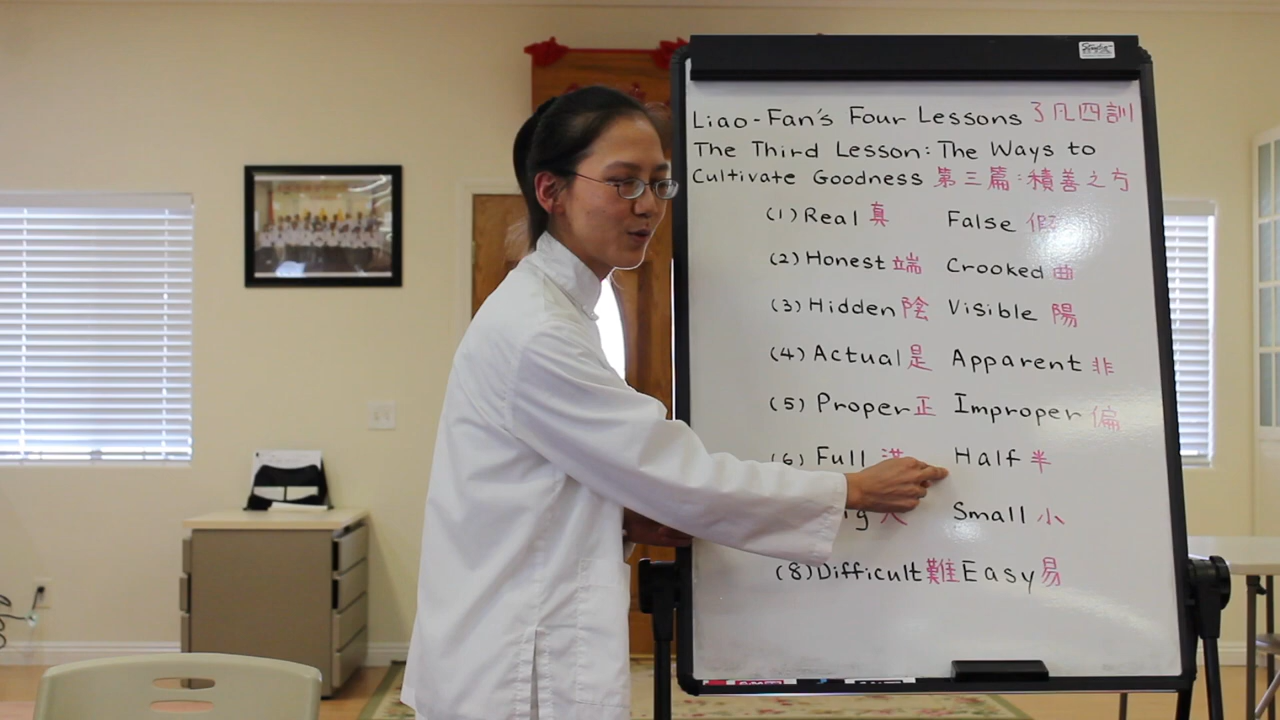 Liao-Fan's Four Lessons 了凡四訓
The Third Lesson: The Ways to
Cultivate Goodness 第三篇:積善之方
(1) Real 真 False 假
(2) Honest 端 Crooked 曲
(3) Hidden 陰 Visible 陽
(4) Actual 是 Apparent 非
(5) Proper 正 Improper 偏
(6) Full Half 半
Small 小
(8) Difficult 難 Easy 易